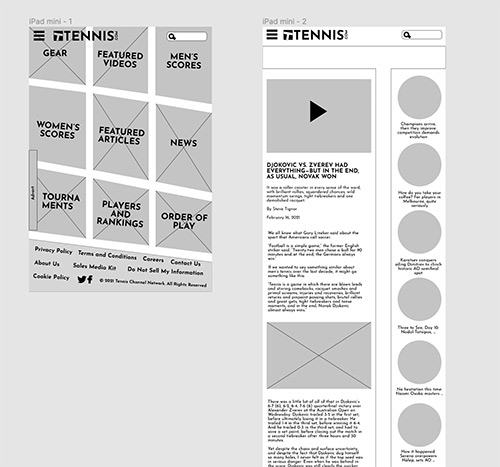 iPad mini - 1
TENNIS.COM
GEAR
FEATURED
VIDEOS
MEN'S
SCORES
WOMEN'S
SCORES
FEATURED
ARTICLES
NEWS
Advert
TOURNA
MENTS
PLAYERS
AND
RANKINGS
ORDER OF
PLAY
Privacy Policy Terms and Conditions Careers Contact Us
About Us Sales Media Kit Do Not Sell My Information
Cookie Policy © 2021 Tennis Channel Network. All Rights Reserved
iPad mini - 2
TENNIS.COM
DJOKOVIC VS. ZVEREV HAD
EVERYTHING—BUT IN THE END,
AS USUAL, NOVAK WON
It was a roller coaster in every sense of the word,
with brilliant rallies, squandered chances, wild
momentum swings, tight tiebreakers and one
demolished racquet.
By Steve Tignor
February 16, 2021
We all know what Gary Lineker said about the
sport that Americans call soccer.
"Football is a simple game," the former English
striker said. "Twenty-two men chase a ball for 90
minutes and at the end, the Germans always
win."
If we wanted to say something similar about
men's tennis over the last decade, it might go
something like this:
"Tennis is a game in which there are blown leads
and stirring comebacks, racquet smashes and
primal screams, injuries and recoveries, brilliant
returns and pinpoint-passing shots, brutal rallies
and great gets, tight tiebreakers and tense
moments, and in the end, Novak Djokovic
almost always wins."
There was a little bit of all of that in Djokovic's
6-7 (6), 6-2, 6-4, 7-6 (6) quarterfinal victory over
Alexander Zverev at the Australian Open on
Wednesday. Djokovic trailed 3-5 in the first set,
before ultimately losing it in a tiebreaker. He
trailed 1-4 in the third set, before winning it 6-4.
And he trailed 0-3 in the third set, and had to
save a set point, before closing out the match in
a second tiebreaker after three hours and 30
minutes.
Yet despite the chaos and surface uncertainty,
and despite the fact that Djokovic dug himself
so many holes, I never felt as if the top seed was
in serious danger. Even when he was behind in
Champions arrive,
then they improve:
competition demands
evolution
How do you take your
coffee? For players in
Melbourne, quite
seriously
Karatsev conquers
ailing Dimitrov to clinch
historic AO semifinal
spot
Three to See, Day 10:
Nadal-Tsitsipas, ...
No hesitation this time:
Naomi Osaka masters ...
How it happened:
Serena overpowers
Halep, sets AO ...